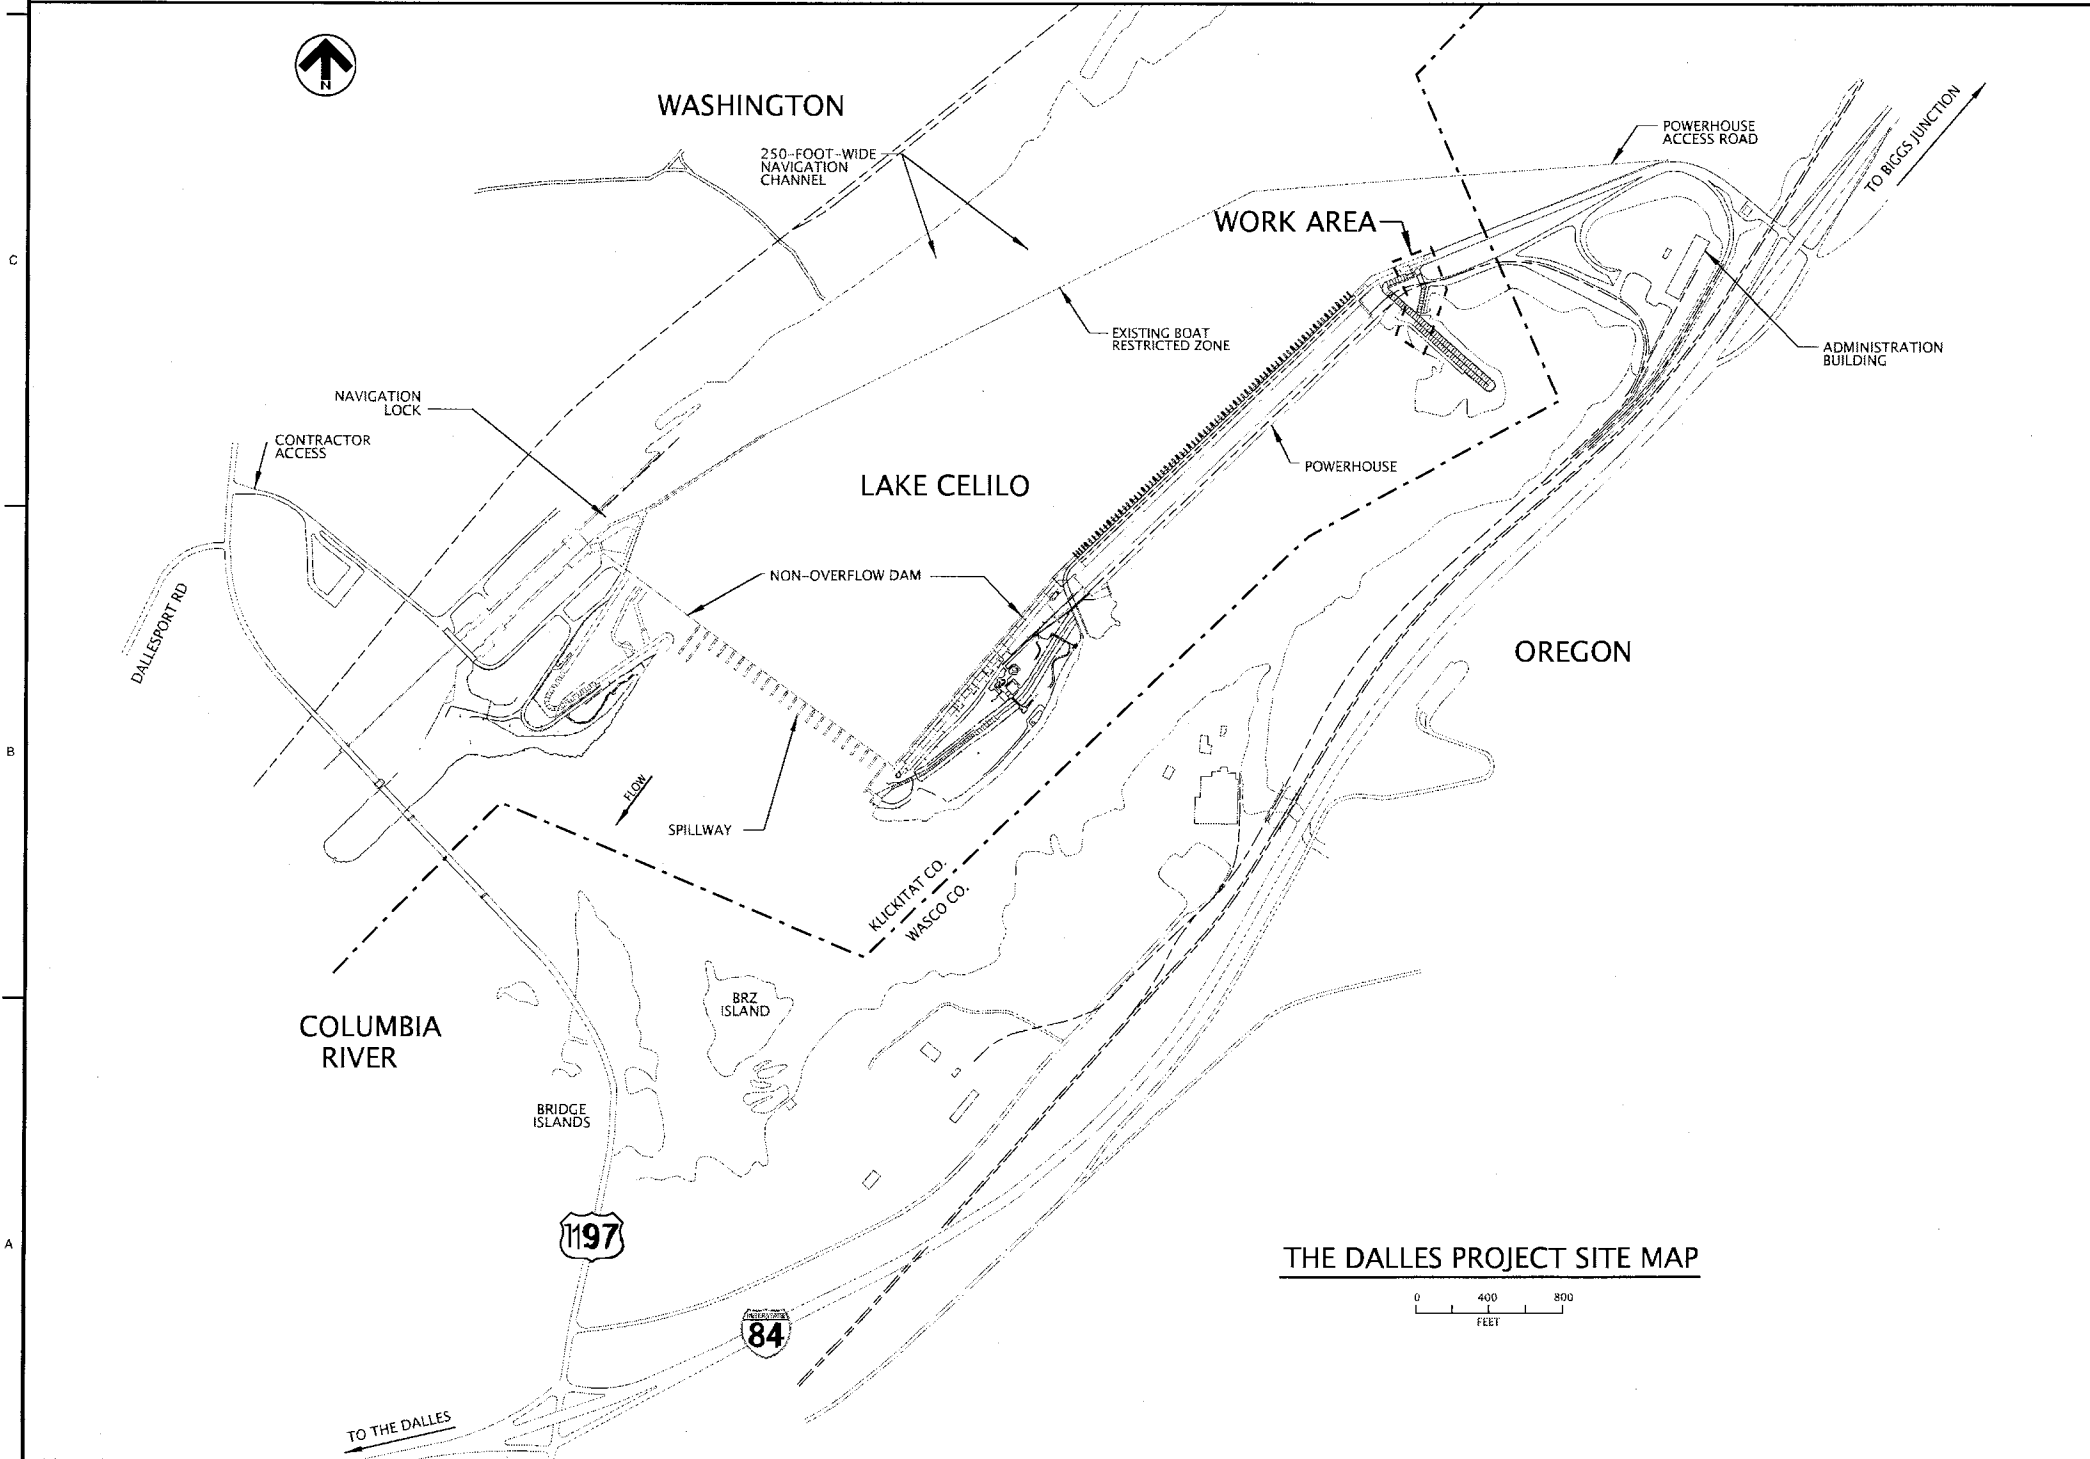 N
WASHINGTON
250-FOOT-WIDE
NAVIGATION
CHANNEL
POWERHOUSE
ACCESS ROAD
TO BIGGS JUNCTION
WORK AREA
C
EXISTING BOAT
RESTRICTED ZONE
ADMINISTRATION
BUILDING
NAVIGATION
LOCK
CONTRACTOR
ACCESS
POWERHOUSE
LAKE CELILO
NON-OVERFLOW DAM
DALLESPORT RD
OREGON
B
FLOW
SPILLWAY
KLICKITAT CO.
WASCO CO.
BRZ
ISLAND
COLUMBIA
RIVER
BRIDGE
ISLANDS
197
A
THE DALLES PROJECT SITE MAP
0 400 800
FEET
INTERSTATE
84
TO THE DALLES